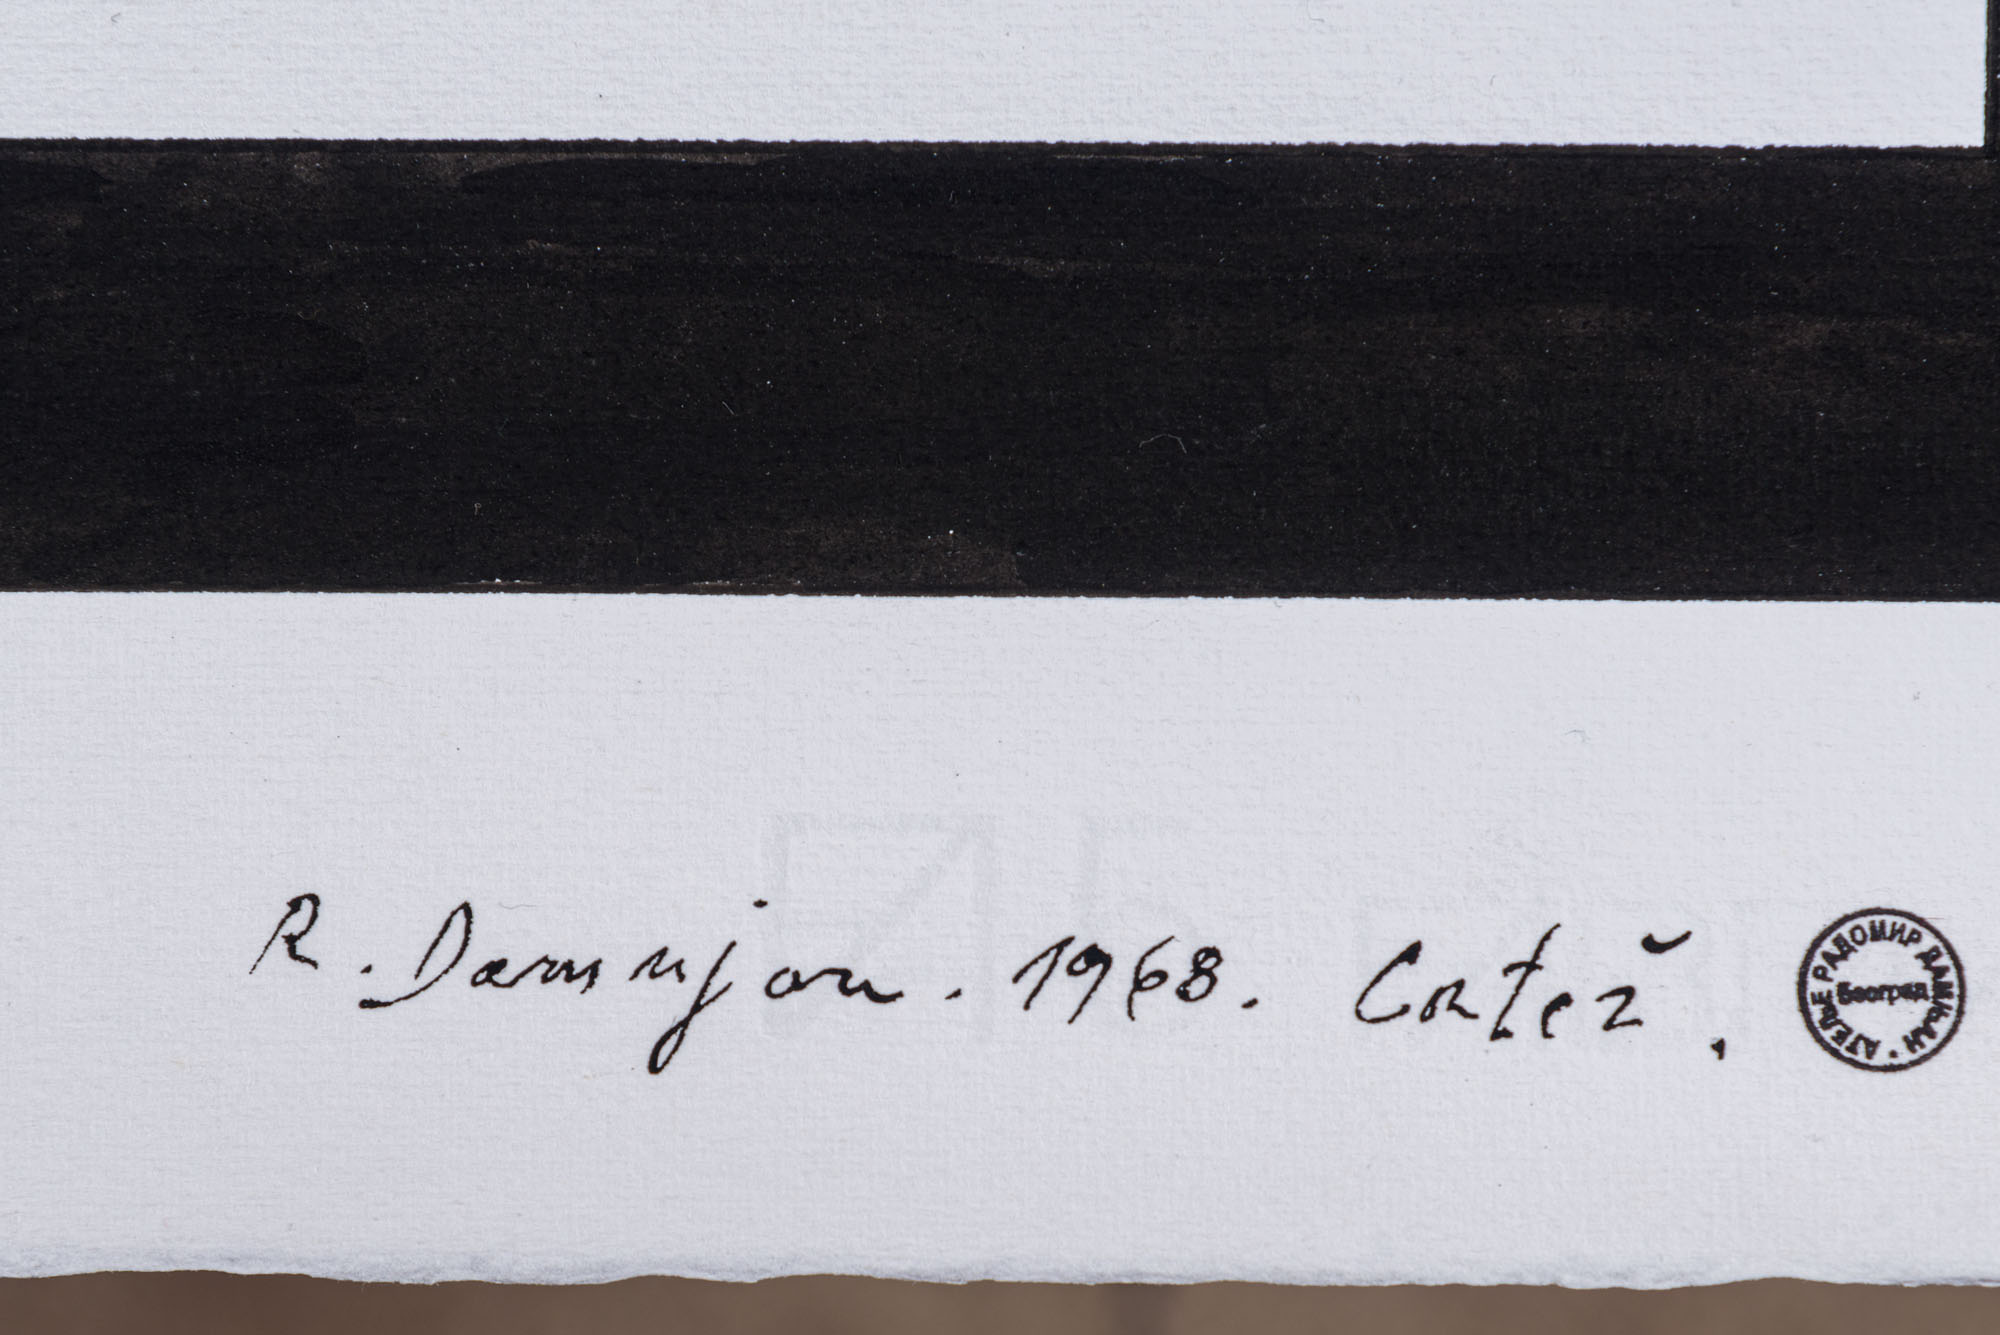 R. Damnjan. 1968. Crtež.
АТЕЉЕ РАДОМИР ДАМЊАН •
Београд